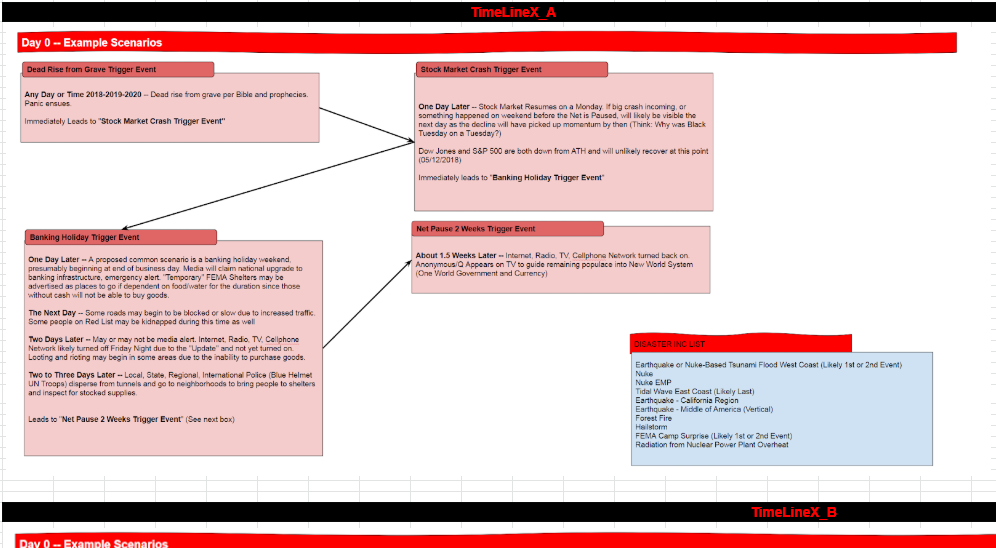 TimeLineX_A
Day 0 -- Example Scenarios
Dead Rise from Grave Trigger Event
Any Day or Time 2018-2019-2020 -- Dead rise from grave per Bible and prophecies.
Panic ensues.
Immediately Leads to "Stock Market Crash Trigger Event"
Stock Market Crash Trigger Event
One Day Later -- Stock Market Resumes on a Monday. If big crash incoming, or
something happened on weekend before the Net is Paused, will likely be visible the
next day as the decline will have picked up momentum by then (Think: Why was Black
Tuesday on a Tuesday?)
Dow Jones and S&P 500 are both down from ATH and will unlikely recover at this point
(05/12/2018)
Immediately leads to "Banking Holiday Trigger Event"
Banking Holiday Trigger Event
One Day Later -- A proposed common scenario is a banking holiday weekend,
presumably beginning at end of business day. Media will claim national upgrade to
banking infrastructure, emergency alert. "Temporary" FEMA Shelters may be
advertised as places to go if dependent on food/water for the duration since those
without cash will not be able to buy goods.
The Next Day -- Some roads may begin to be blocked or slow due to increased traffic.
Some people on Red List may be kidnapped during this time as well
Two Days Later -- May or may not be media alert. Internet, Radio, TV, Cellphone
Network likely turned off Friday Night due to the "Update" and not yet turned on.
Looting and rioting may begin in some areas due to the inability to purchase goods.
Two to Three Days Later -- Local, State, Regional, International Police (Blue Helmet
UN Troops) disperse from tunnels and go to neighborhoods to bring people to shelters
and inspect for stocked supplies.
Leads to "Net Pause 2 Weeks Trigger Event" (See next box)
Net Pause 2 Weeks Trigger Event
About 1.5 Weeks Later -- Internet, Radio, TV, Cellphone Network turned back on.
Anonymous/Q Appears on TV to guide remaining populace into New World System
(One World Government and Currency)
DISASTER INC LIST
Earthquake or Nuke-Based Tsunami Flood West Coast (Likely 1st or 2nd Event)
Nuke
Nuke EMP
Tidal Wave East Coast (Likely Last)
Earthquake - California Region
Earthquake - Middle of America (Vertical)
Forest Fire
Hailstorm
FEMA Camp Surprise (Likely 1st or 2nd Event)
Radiation from Nuclear Power Plant Overheat
TimeLineX_B
Day 0 -- Example Scenarios